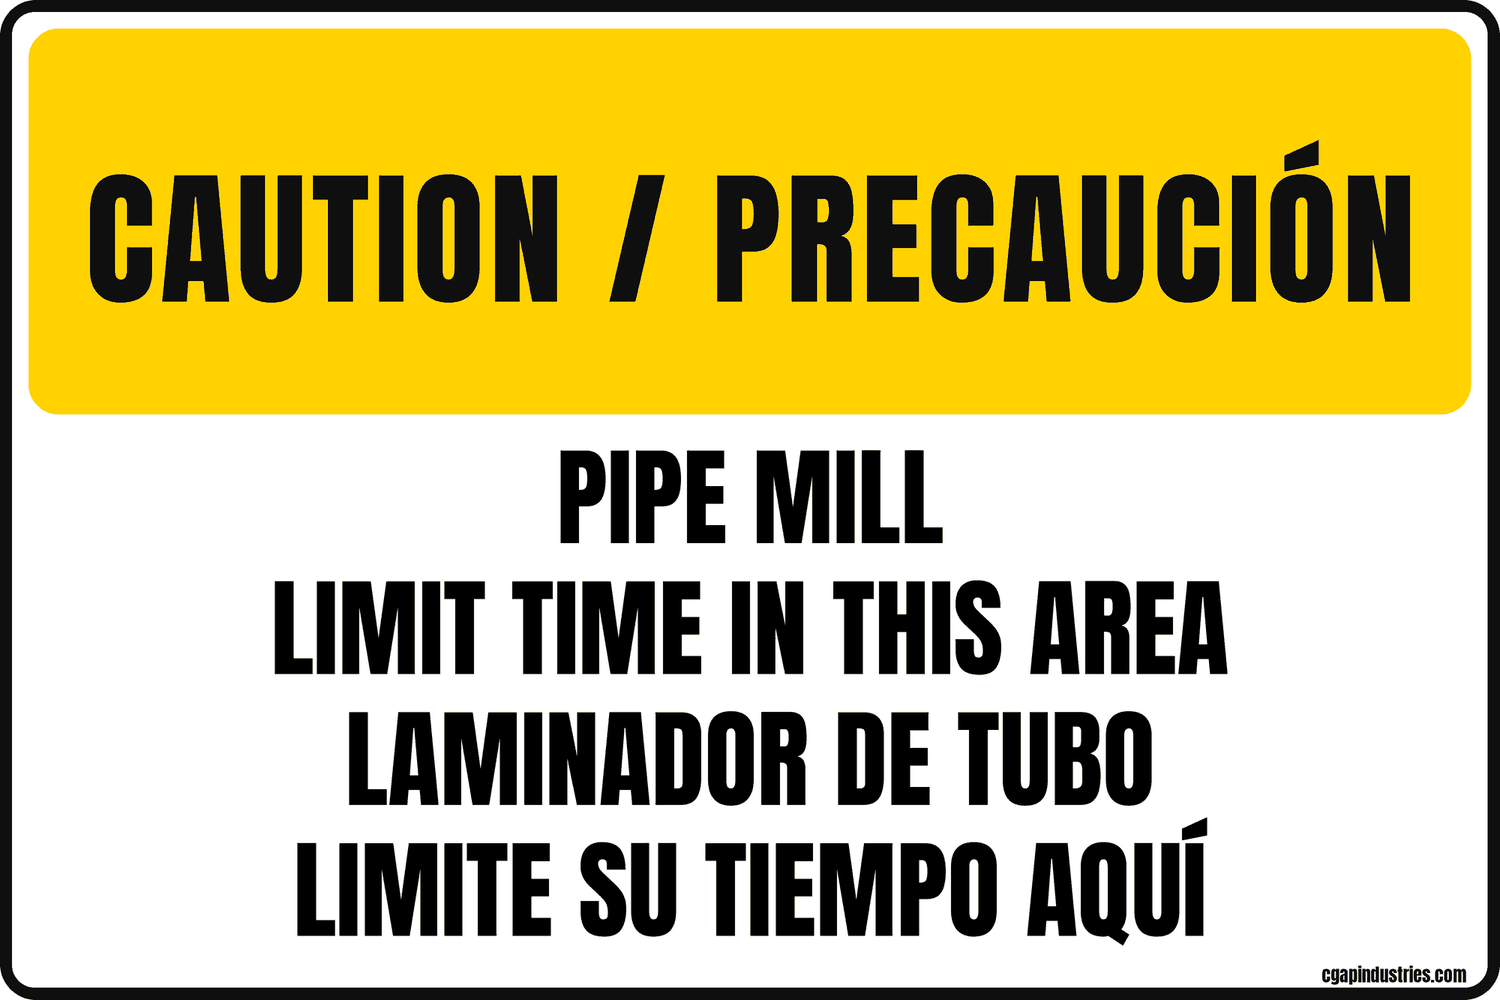 CAUTION / PRECAUCIÓN
PIPE MILL
LIMIT TIME IN THIS AREA
LAMINADOR DE TUBO
LIMITE SU TIEMPO AQUÍ
cgapindustries.com